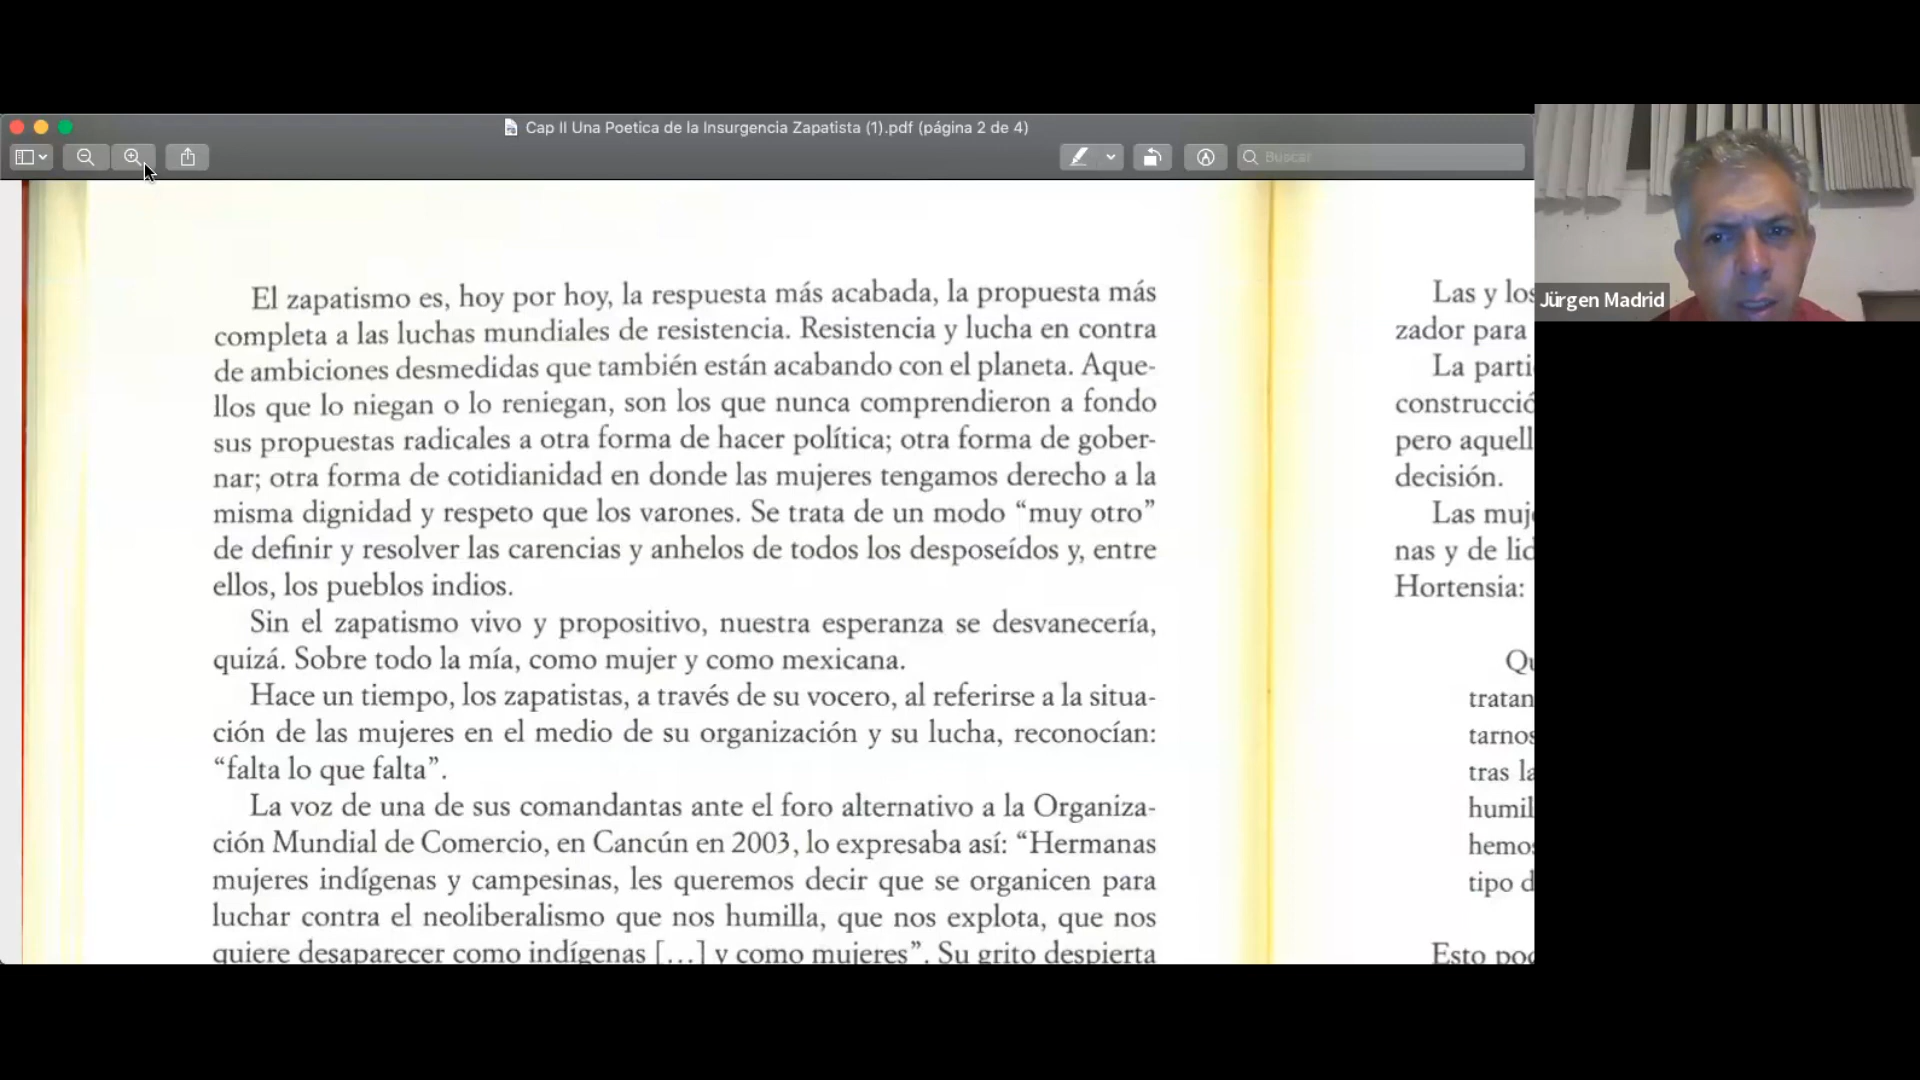 Cap II Una Poetica de la Insurgencia Zapatista (1).pdf (página 2 de 4)
Buscar
El zapatismo es, hoy por hoy, la respuesta más acabada, la propuesta más
completa a las luchas mundiales de resistencia. Resistencia y lucha en contra
de ambiciones desmedidas que también están acabando con el planeta. Aque-
llos que lo niegan o lo reniegan, son los que nunca comprendieron a fondo
sus propuestas radicales a otra forma de hacer política; otra forma de gober-
nar; otra forma de cotidianidad en donde las mujeres tengamos derecho a la
misma dignidad y respeto que los varones. Se trata de un modo “muy otro”
de definir y resolver las carencias y anhelos de todos los desposeídos y, entre
ellos, los pueblos indios.
Sin el zapatismo vivo y propositivo, nuestra esperanza se desvanecería,
quizá. Sobre todo la mía, como mujer y como mexicana.
Hace un tiempo, los zapatistas, a través de su vocero, al referirse a la situa-
ción de las mujeres en el medio de su organización y su lucha, reconocían:
“falta lo que falta”.
La voz de una de sus comandantas ante el foro alternativo a la Organiza-
ción Mundial de Comercio, en Cancún en 2003, lo expresaba así: “Hermanas
mujeres indígenas y campesinas, les queremos decir que se organicen para
luchar contra el neoliberalismo que nos humilla, que nos explota, que nos
quiere desaparecer como indígenas [...] y como mujeres”. Su grito despierta
Las y los
zador para
La parti
construcció
pero aquell
decisión.
Las muj
nas y de lid
Hortensia:
Qu
tratan
tarnos
tras la
humil
hemos
tipo d
Esto pod
Jürgen Madrid